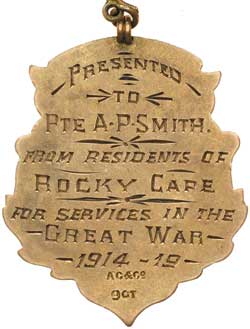 PRESENTED
TO
PTE A·P·SMITH.
FROM RESIDENTS OF
ROCKY CAPE
FOR SERVICES IN THE
GREAT WAR
1914-19
AC&Co
9CT